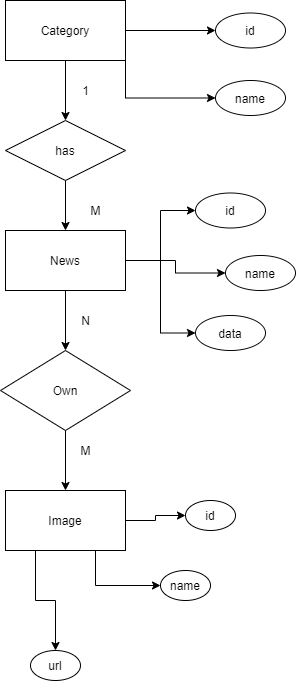 Category
id
name
1
has
M
id
News
name
data
N
Own
M
Image
id
name
url